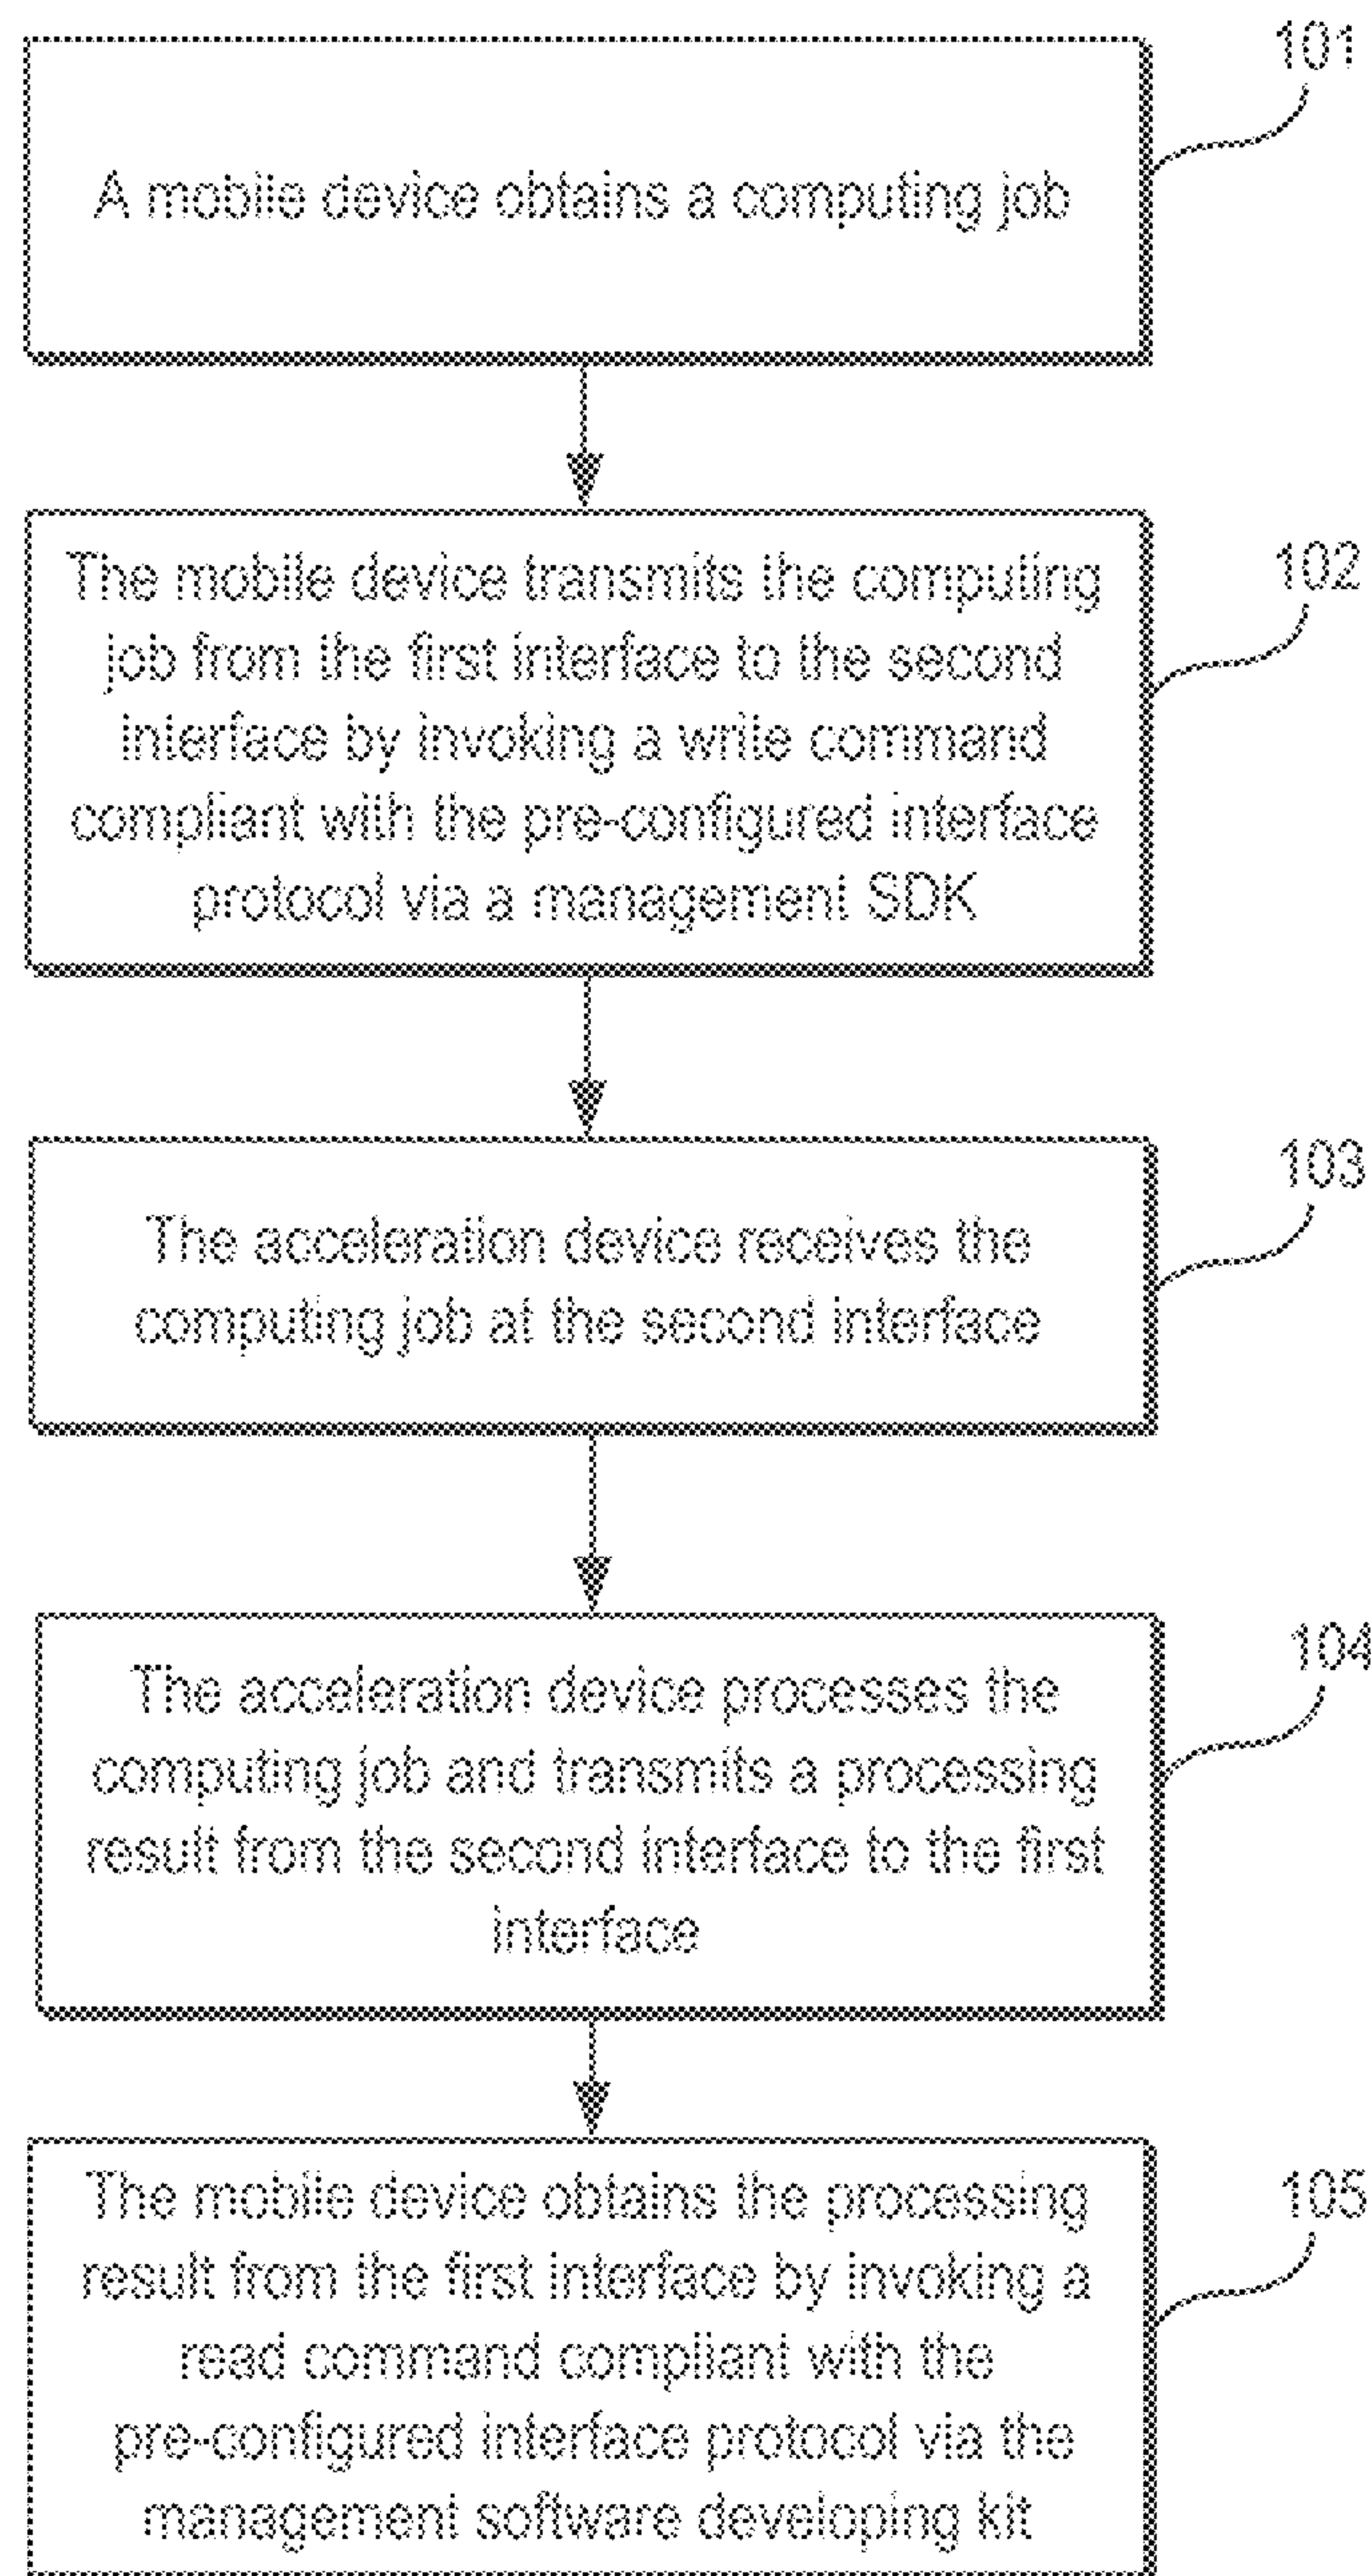 101
A mobile device obtains a computing job
102
The mobile device transmits the computing
job from the first interface to the second
interface by invoking a write command
compliant with the pre-configured interface
protocol via a management SDK
103
The acceleration device receives the
computing job at the second interface
104
The acceleration device processes the
computing job and transmits a processing
result from the second interface to the first
interface
105
The mobile device obtains the processing
result from the first interface by invoking a
read command compliant with the
pre-configured interface protocol via the
management software developing kit